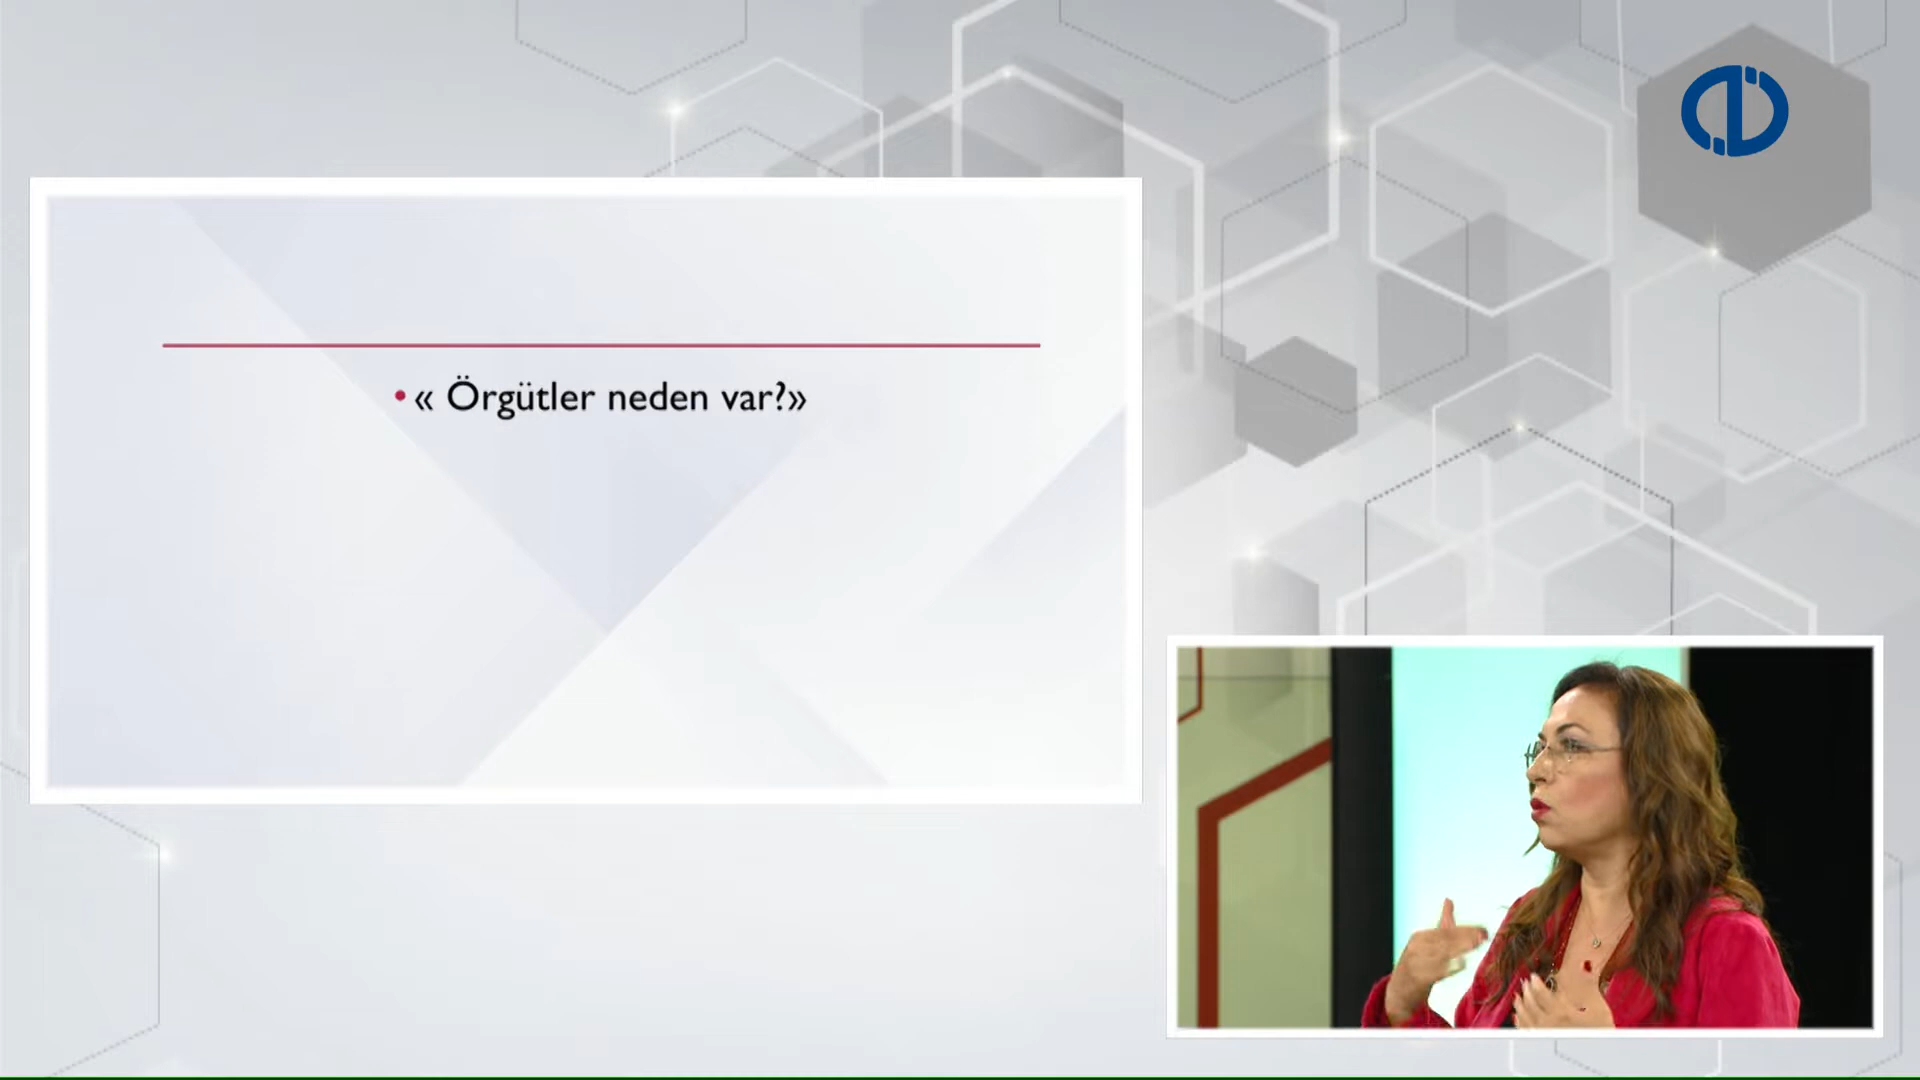 • « Örgütler neden var?»